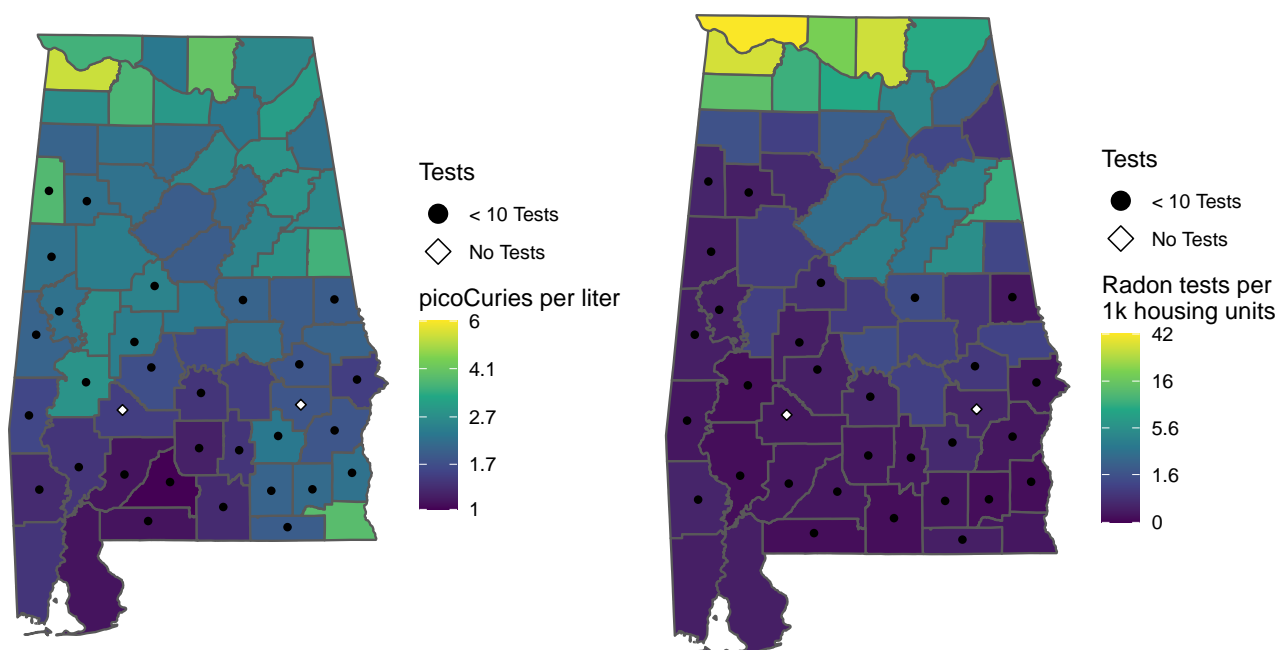 Tests
< 10 Tests
No Tests
picoCuries per liter
6
4.1
2.7
1.7
1
Tests
< 10 Tests
No Tests
Radon tests per
1k housing units
42
16
5.6
1.6
0